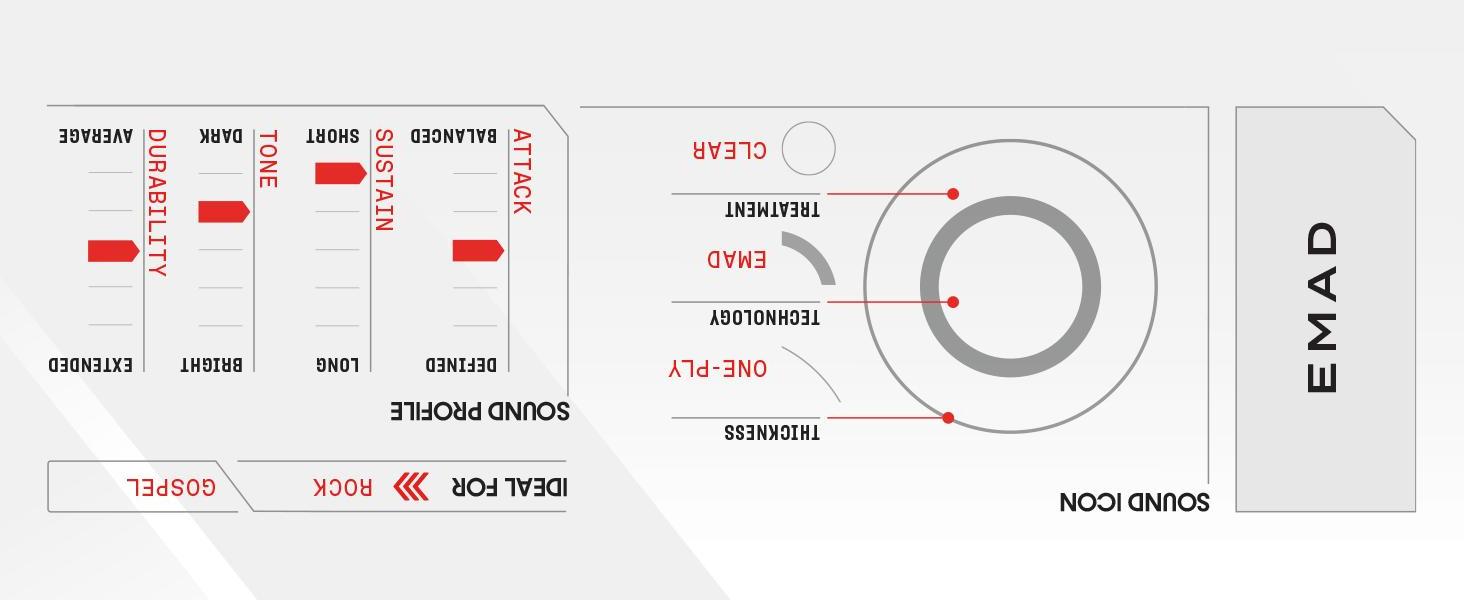 EMAD
SOUND ICON
THICKNESS
ONE-PLY
TECHNOLOGY
EMAD
TREATMENT
CLEAR
IDEAL FOR ROCK GOSPEL
SOUND PROFILE
ATTACK
DEFINED
BALANCED
SUSTAIN
LONG
SHORT
TONE
BRIGHT
DARK
DURABILITY
EXTENDED
AVERAGE